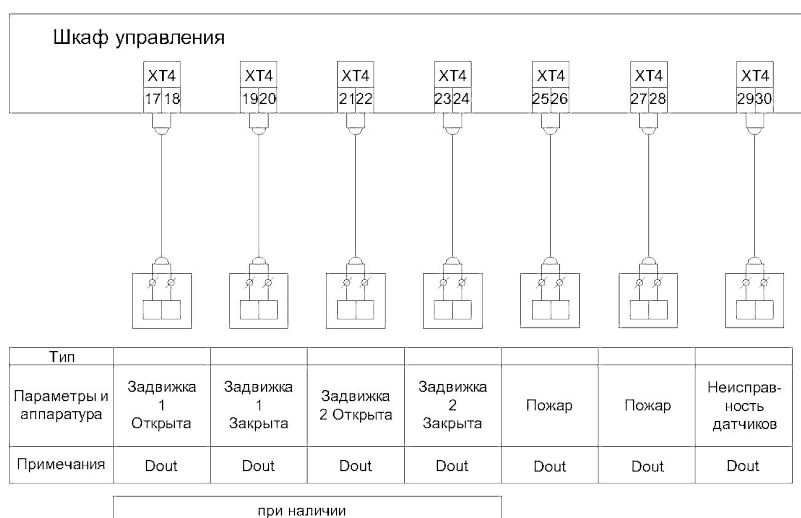 Шкаф управления
XT4 XT4 XT4 XT4 XT4 XT4 XT4
17 18 19 20 21 22 23 24 25 26 27 28 29 30
Тип
Параметры и аппаратура
Задвижка 1 Открыта
Задвижка 1 Закрыта
Задвижка 2 Открыта
Задвижка 2 Закрыта
Пожар
Пожар
Неисправ-
ность
датчиков
Примечания Dout Dout Dout Dout Dout Dout Dout
при наличии